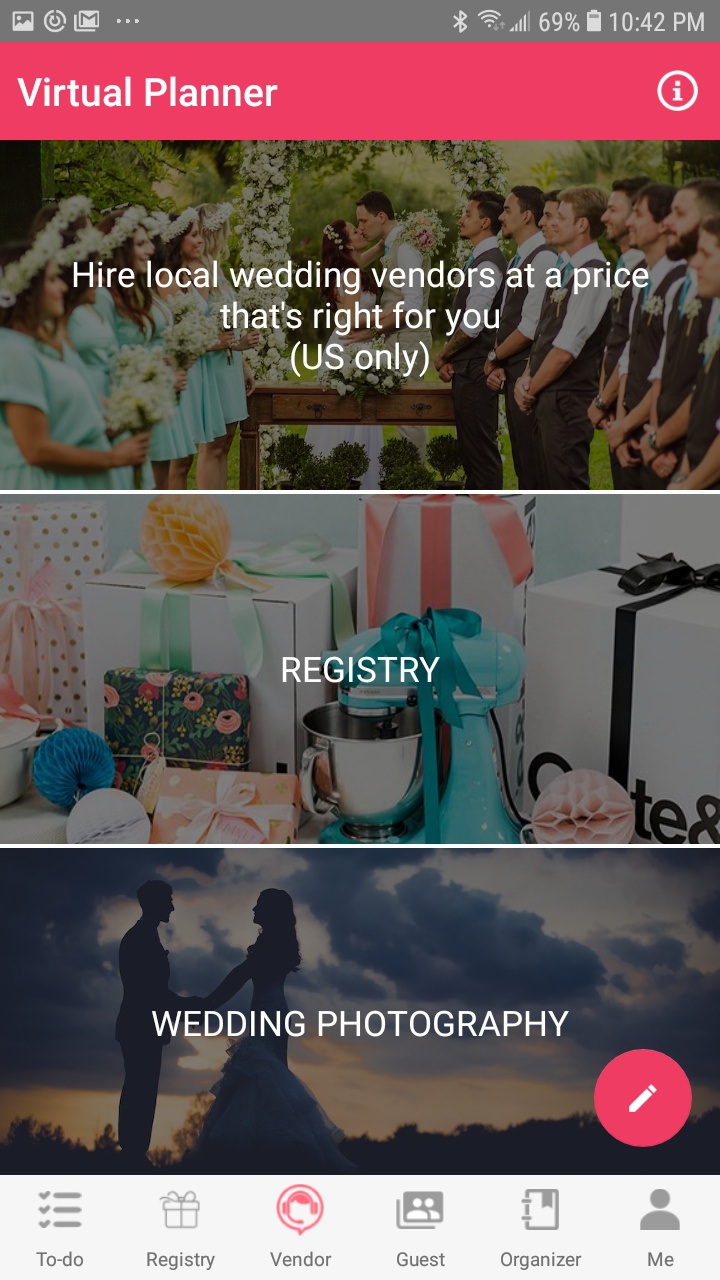 69% 10:42 PM
Virtual Planner
Hire local wedding vendors at a price
that's right for you
(US only)
REGISTRY
te&
WEDDING PHOTOGRAPHY
To-do Registry Vendor Guest Organizer Me